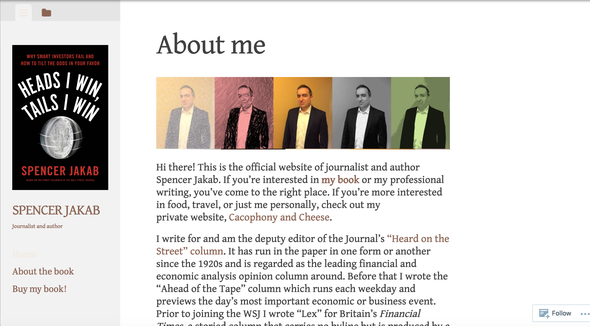 WHY SMART INVESTORS FAIL AND
HOW TO TILT THE ODDS IN YOUR FAVOR
HEADS I WIN,
TAILS I WIN
SPENCER JAKAB
SPENCER JAKAB
Journalist and author
Home
About the book
Buy my book!
About me
Hi there! This is the official website of journalist and author
Spencer Jakab. If you're interested in my book or my professional
writing, you've come to the right place. If you're more interested
in food, travel, or just me personally, check out my
private website, Cacophony and Cheese.
I write for and am the deputy editor of the Journal's “Heard on the
Street” column. It has run in the paper in one form or another
since the 1920s and is regarded as the leading financial and
economic analysis opinion column around. Before that I wrote the
“Ahead of the Tape” column which runs each weekday and
previews the day's most important economic or business event.
Prior to joining the WSJ I wrote “Lex” for Britain's Financial
Times, a storied column that carries no byline but is produced by a
Follow